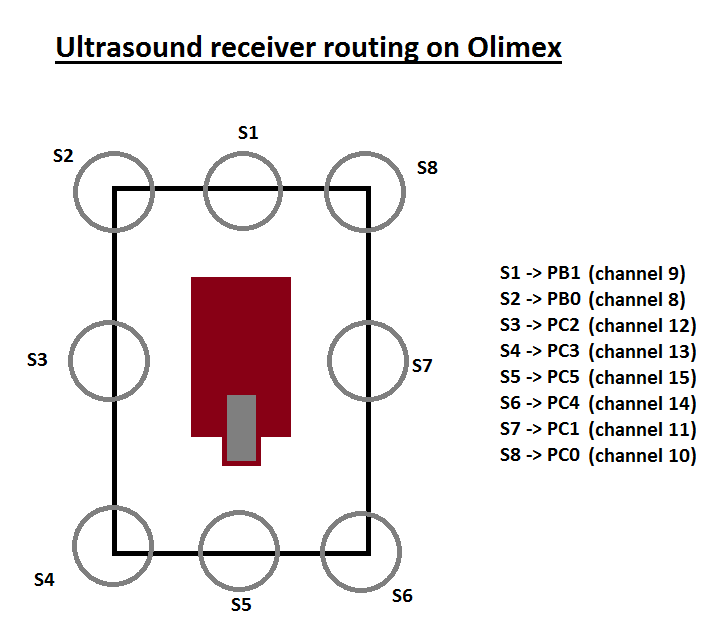 Ultrasound receiver routing on Olimex
S1
S2
S8
S3
S7
S4
S5
S6
S1 -> PB1 (channel 9)
S2 -> PB0 (channel 8)
S3 -> PC2 (channel 12)
S4 -> PC3 (channel 13)
S5 -> PC5 (channel 15)
S6 -> PC4 (channel 14)
S7 -> PC1 (channel 11)
S8 -> PC0 (channel 10)